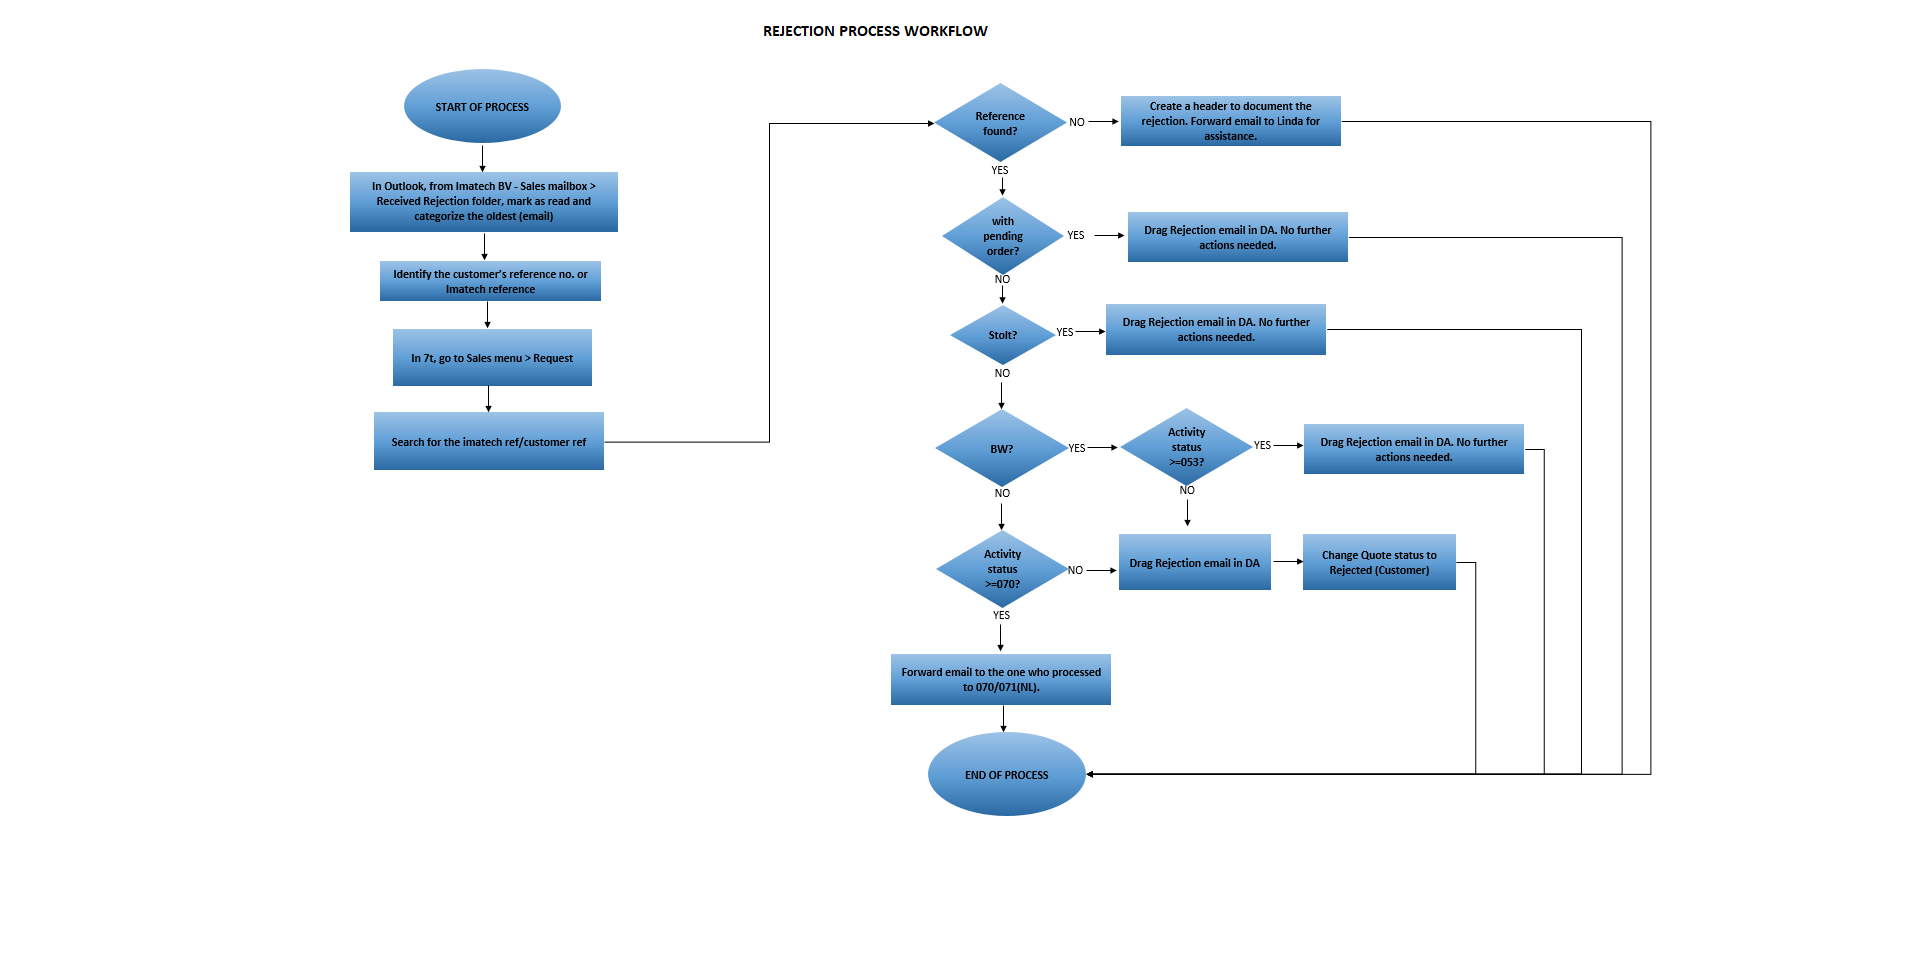 REJECTION PROCESS WORKFLOW
START OF PROCESS
In Outlook, from Imatech BV - Sales mailbox >
Received Rejection folder, mark as read and
categorize the oldest (email)
Identify the customer's reference no. or
Imatech reference
In 7t, go to Sales menu > Request
Search for the imatech ref/customer ref
Reference
found?
NO
Create a header to document the
rejection. Forward email to Linda for
assistance.
YES
with
pending
order?
YES
Drag Rejection email in DA. No further
actions needed.
NO
Stolt?
YES
Drag Rejection email in DA. No further
actions needed.
NO
BW?
YES
Activity
status
>=053?
YES
Drag Rejection email in DA. No further
actions needed.
NO
NO
Activity
status
>=070?
NO
Drag Rejection email in DA
Change Quote status to
Rejected (Customer)
YES
Forward email to the one who processed
to 070/071(NL).
END OF PROCESS